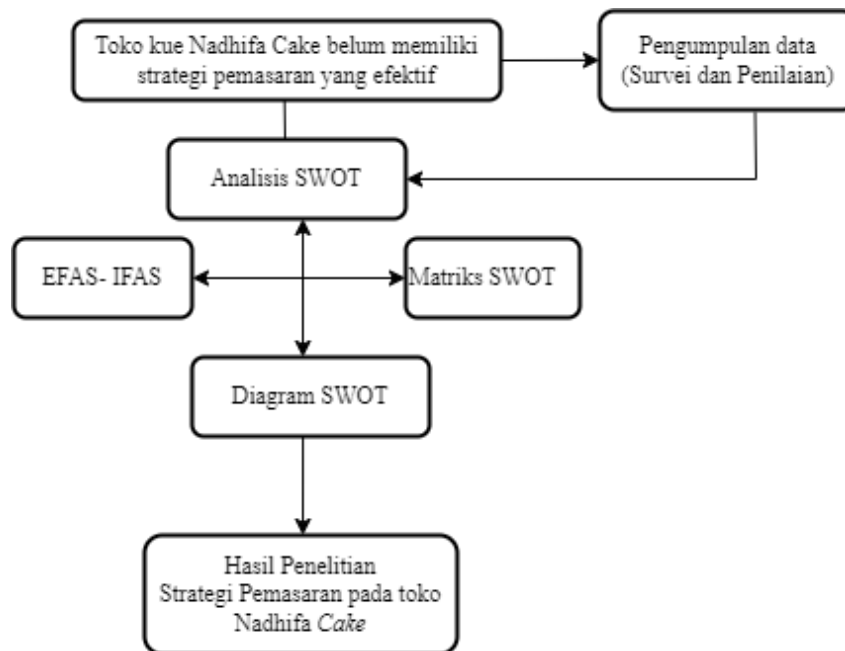 Toko kue Nadhifa Cake belum memiliki
strategi pemasaran yang efektif
Pengumpulan data
(Survei dan Penilaian)
Analisis SWOT
EFAS- IFAS
Matriks SWOT
Diagram SWOT
Hasil Penelitian
Strategi Pemasaran pada toko
Nadhifa Cake